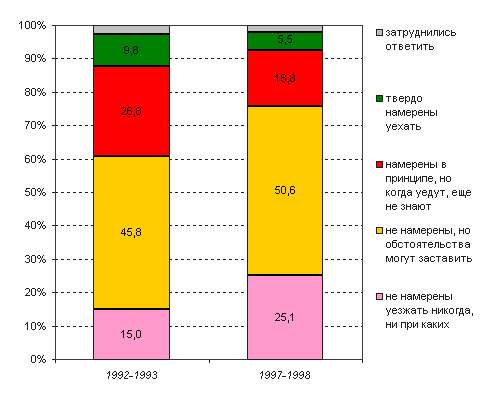 100%
90%
80%
70%
60%
50%
40%
30%
20%
10%
0%
9,8
26,8
45,8
15,0
5,5
16,8
50,6
25,1
1992-1993
1997-1998
затруднились
ответить
твердо
намерены
уехать
намерены в
принципе, но
когда уедут, еще
не знают
не намерены, но
обстоятельства
могут заставить
не намерены
уезжать никогда,
ни при каких